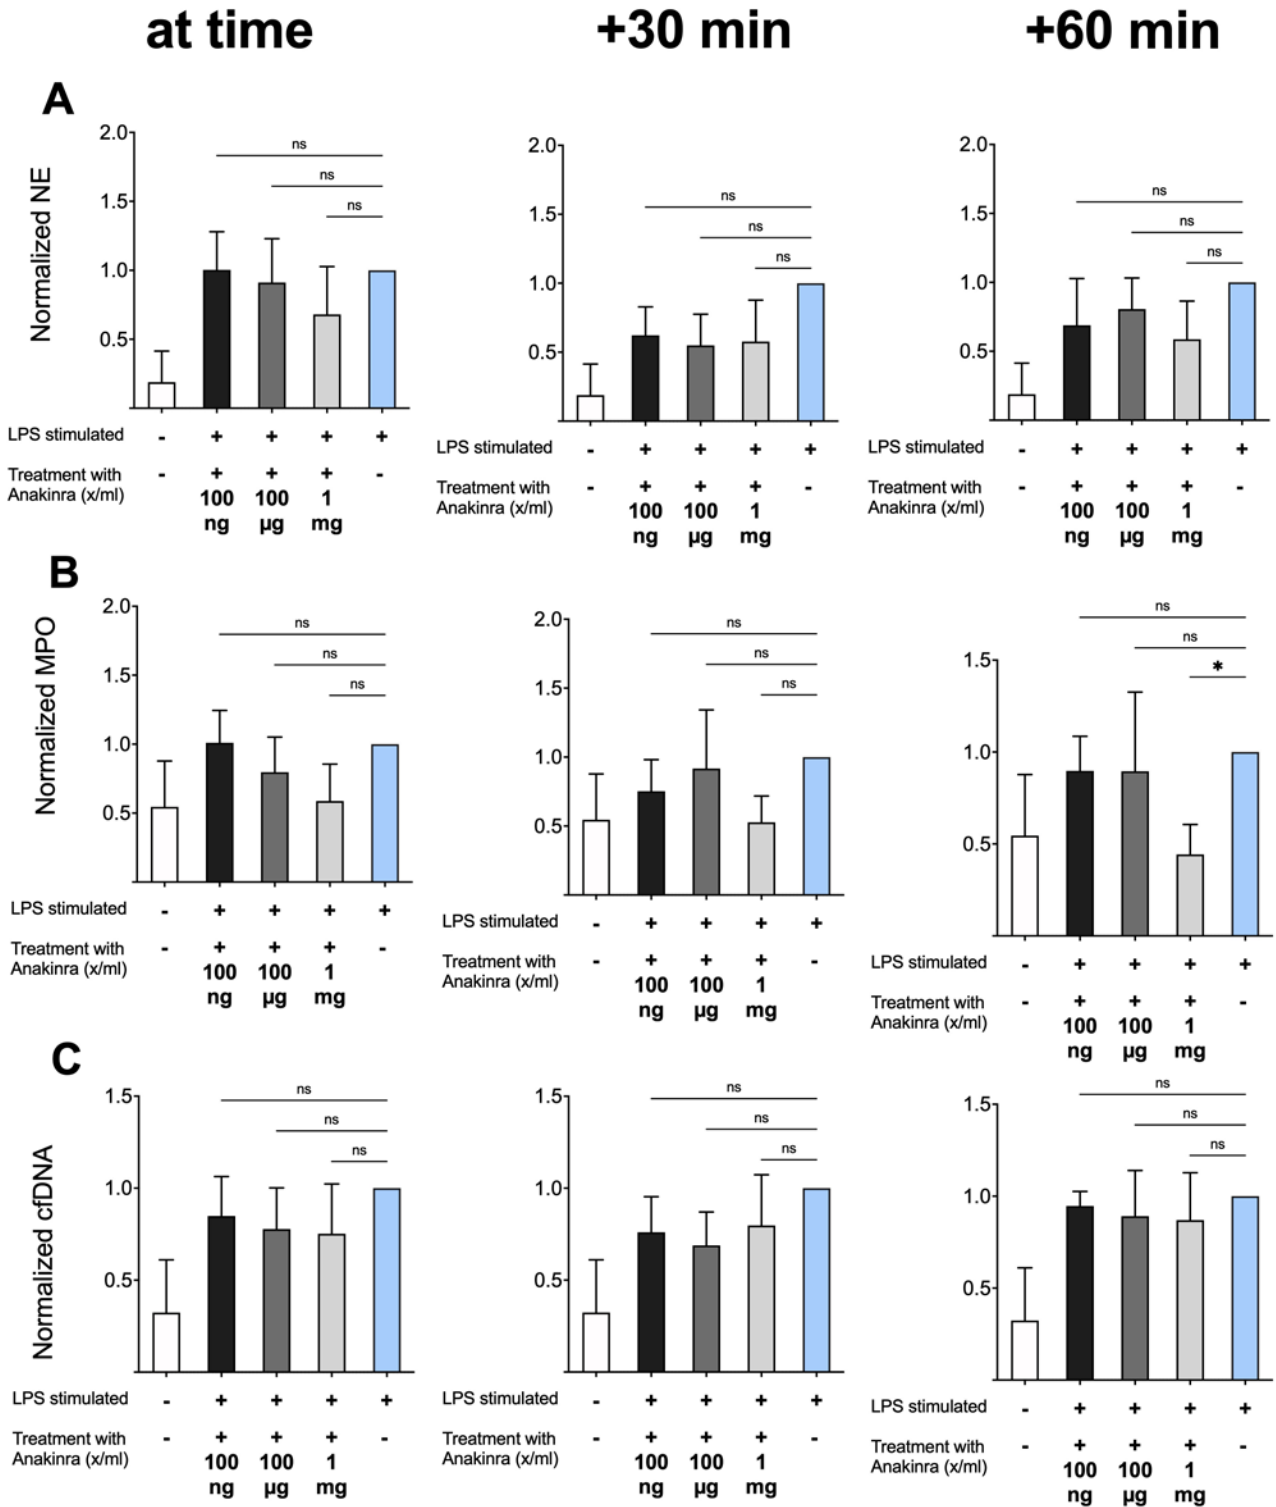 at time
+30 min
+60 min
A
Normalized NE
2.0
1.5
1.0
0.5
ns
ns
ns
LPS stimulated
- + + + +
Treatment with
Anakinra (x/ml)
- + + + -
100 100 1
ng µg mg
2.0
1.5
1.0
0.5
ns
ns
ns
LPS stimulated
- + + + +
Treatment with
Anakinra (x/ml)
- + + + -
100 100 1
ng µg mg
2.0
1.5
1.0
0.5
ns
ns
ns
LPS stimulated
- + + + +
Treatment with
Anakinra (x/ml)
- + + + -
100 100 1
ng µg mg
B
Normalized MPO
2.0
1.5
1.0
0.5
ns
ns
ns
LPS stimulated
- + + + +
Treatment with
Anakinra (x/ml)
- + + + -
100 100 1
ng µg mg
2.0
1.5
1.0
0.5
ns
ns
ns
LPS stimulated
- + + + +
Treatment with
Anakinra (x/ml)
- + + + -
100 100 1
ng µg mg
1.5
1.0
0.5
ns
ns
*
LPS stimulated
- + + + +
Treatment with
Anakinra (x/ml)
- + + + -
100 100 1
ng µg mg
C
Normalized cfDNA
1.5
1.0
0.5
ns
ns
ns
LPS stimulated
- + + + +
Treatment with
Anakinra (x/ml)
- + + + -
100 100 1
ng µg mg
1.5
1.0
0.5
ns
ns
ns
LPS stimulated
- + + + +
Treatment with
Anakinra (x/ml)
- + + + -
100 100 1
ng µg mg
1.5
1.0
0.5
ns
ns
ns
LPS stimulated
- + + + +
Treatment with
Anakinra (x/ml)
- + + + -
100 100 1
ng µg mg